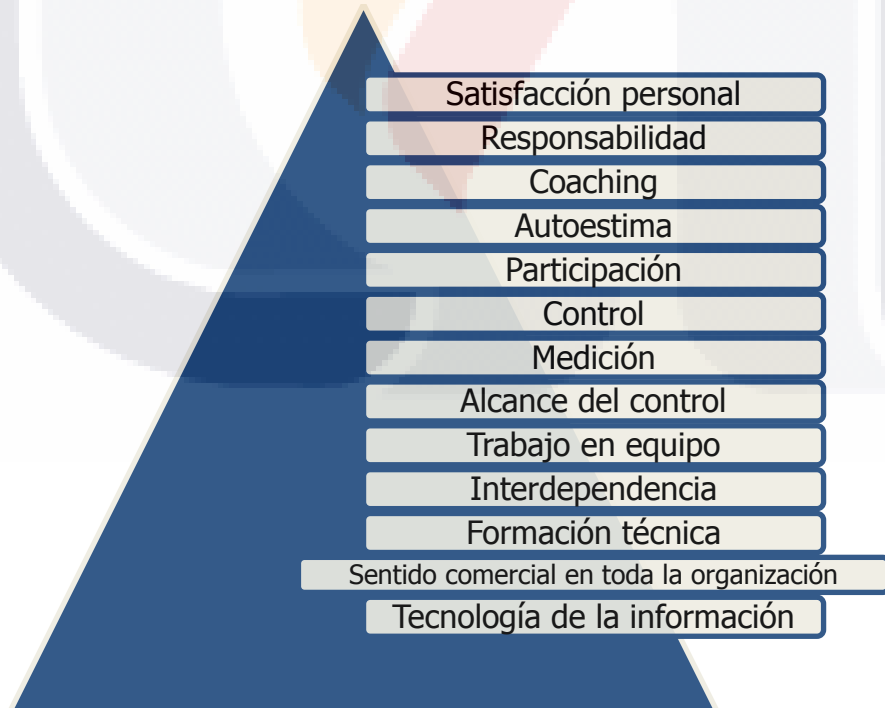 Satisfacción personal
Responsabilidad
Coaching
Autoestima
Participación
Control
Medición
Alcance del control
Trabajo en equipo
Interdependencia
Formación técnica
Sentido comercial en toda la organización
Tecnología de la información